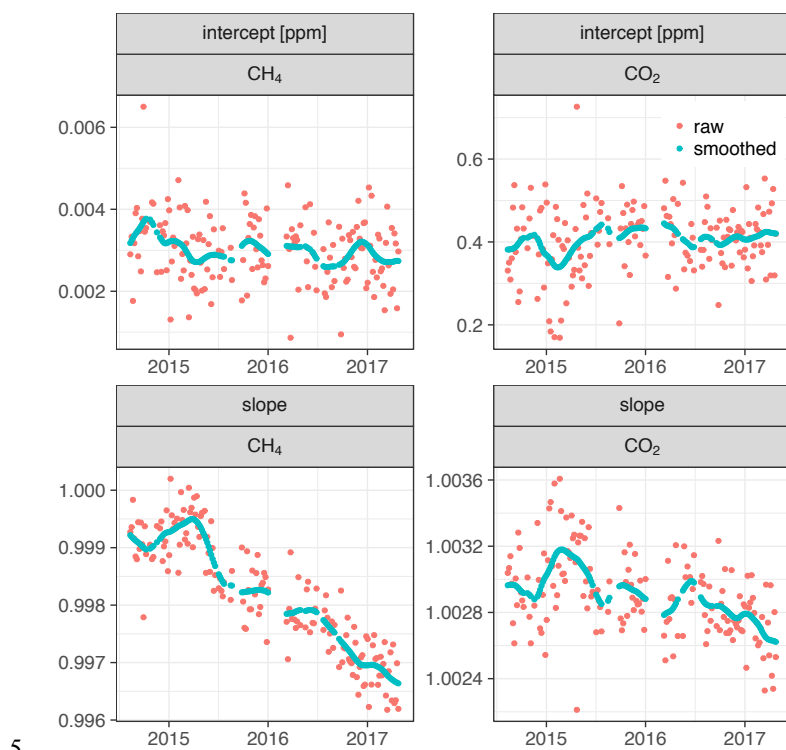 intercept [ppm] intercept [ppm]
CH₄ CO₂
0.006
0.004
0.002
0.6
0.4
0.2
raw
smoothed
2015 2016 2017 2015 2016 2017
slope slope
CH₄ CO₂
1.000
0.999
0.998
0.997
0.996
1.0036
1.0032
1.0028
1.0024
2015 2016 2017 2015 2016 2017
5